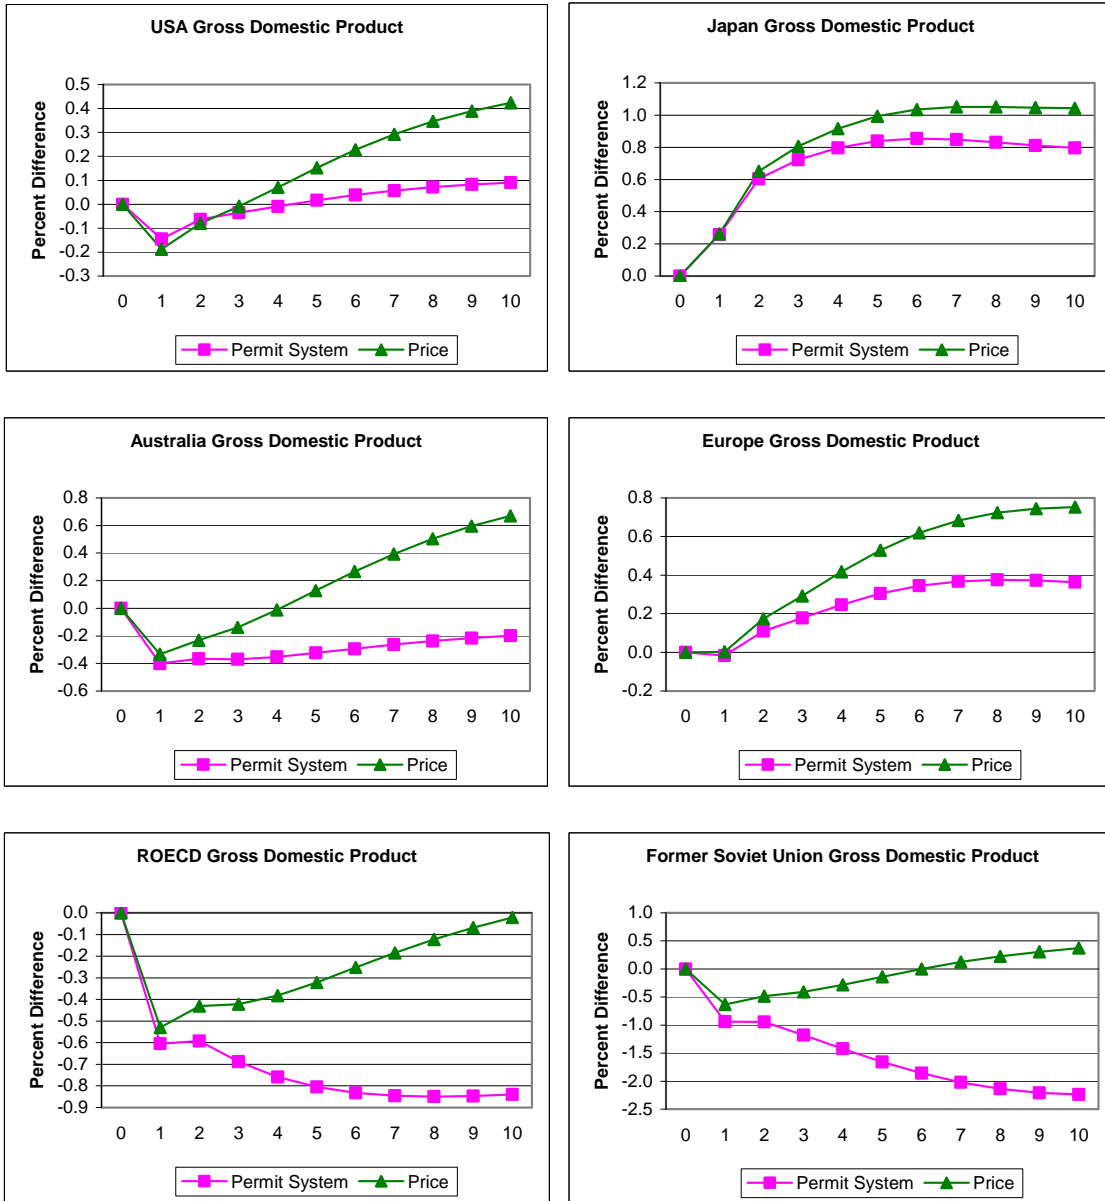 USA Gross Domestic Product
Percent Difference
0.5
0.4
0.3
0.2
0.1
0.0
-0.1
-0.2
-0.3
0 1 2 3 4 5 6 7 8 9 10
Permit System Price
Japan Gross Domestic Product
Percent Difference
1.2
1.0
0.8
0.6
0.4
0.2
0.0
0 1 2 3 4 5 6 7 8 9 10
Permit System Price
Australia Gross Domestic Product
Percent Difference
0.8
0.6
0.4
0.2
0.0
-0.2
-0.4
-0.6
0 1 2 3 4 5 6 7 8 9 10
Permit System Price
Europe Gross Domestic Product
Percent Difference
0.8
0.6
0.4
0.2
0.0
-0.2
0 1 2 3 4 5 6 7 8 9 10
Permit System Price
ROECD Gross Domestic Product
Percent Difference
0.0
-0.1
-0.2
-0.3
-0.4
-0.5
-0.6
-0.7
-0.8
-0.9
0 1 2 3 4 5 6 7 8 9 10
Permit System Price
Former Soviet Union Gross Domestic Product
Percent Difference
1.0
0.5
0.0
-0.5
-1.0
-1.5
-2.0
-2.5
0 1 2 3 4 5 6 7 8 9 10
Permit System Price